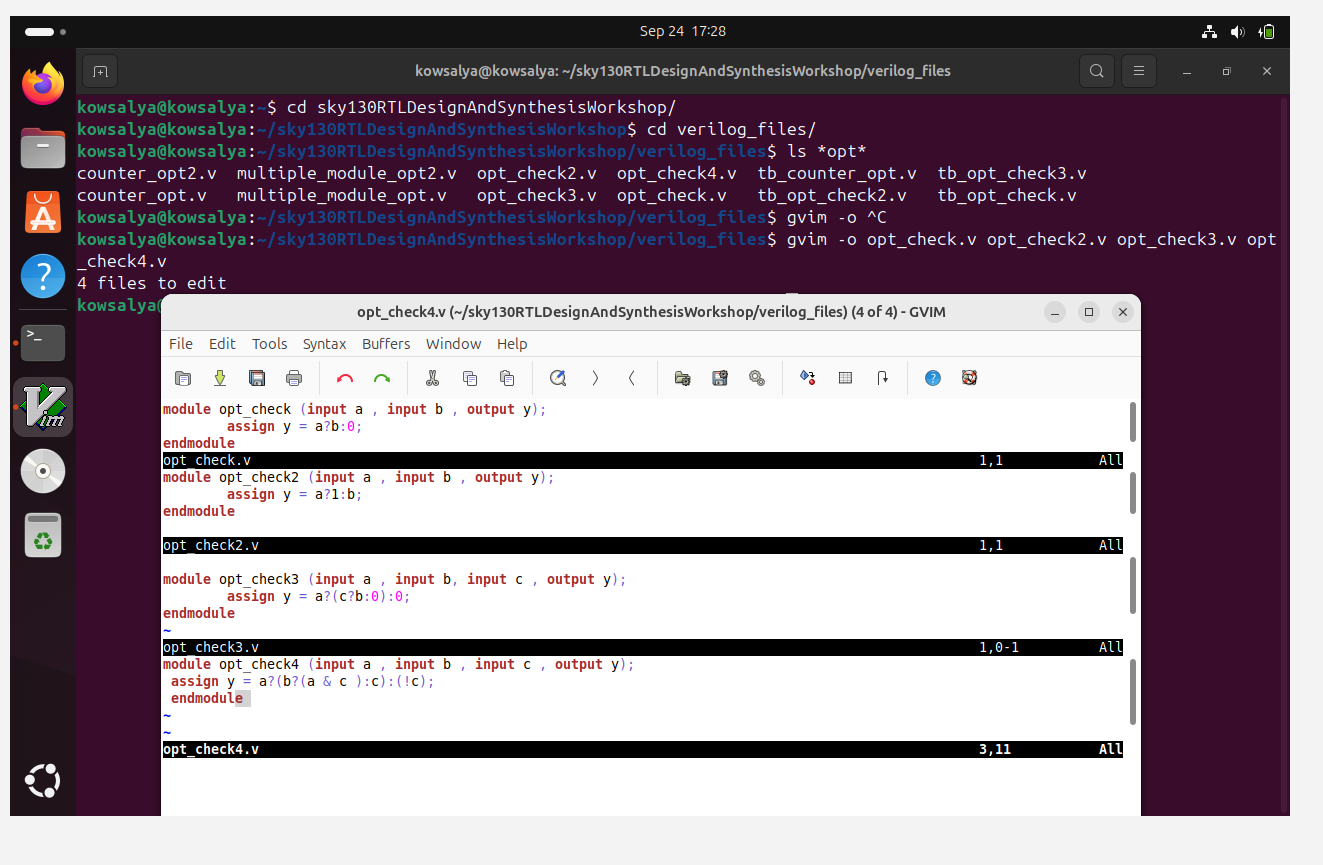 Sep 24 17:28
kowsalya@kowsalya: ~/sky130RTLDesignAndSynthesisWorkshop/verilog_files
kowsalya@kowsalya:~$ cd sky130RTLDesignAndSynthesisWorkshop/
kowsalya@kowsalya:~/sky130RTLDesignAndSynthesisWorkshop$ cd verilog_files/
kowsalya@kowsalya:~/sky130RTLDesignAndSynthesisWorkshop/verilog_files$ ls *opt*
counter_opt2.v  multiple_module_opt2.v  opt_check2.v  opt_check4.v  tb_counter_opt.v  tb_opt_check3.v
counter_opt.v   multiple_module_opt.v   opt_check3.v  opt_check.v   tb_opt_check2.v   tb_opt_check.v
kowsalya@kowsalya:~/sky130RTLDesignAndSynthesisWorkshop/verilog_files$ gvim -o ^C
kowsalya@kowsalya:~/sky130RTLDesignAndSynthesisWorkshop/verilog_files$ gvim -o opt_check.v opt_check2.v opt_check3.v opt
_check4.v
4 files to edit
kowsalya@
opt_check4.v (~/sky130RTLDesignAndSynthesisWorkshop/verilog_files) (4 of 4) - GVIM
File Edit Tools Syntax Buffers Window Help
module opt_check (input a , input b , output y);
        assign y = a?b:0;
endmodule
opt_check.v 1,1 All
module opt_check2 (input a , input b , output y);
        assign y = a?1:b;
endmodule
opt_check2.v 1,1 All
module opt_check3 (input a , input b, input c , output y);
        assign y = a?(c?b:0):0;
endmodule
~
opt_check3.v 1,0-1 All
module opt_check4 (input a , input b , input c , output y);
 assign y = a?(b?(a & c ):c):(!c);
 endmodule
~
~
opt_check4.v 3,11 All
>_
Vim